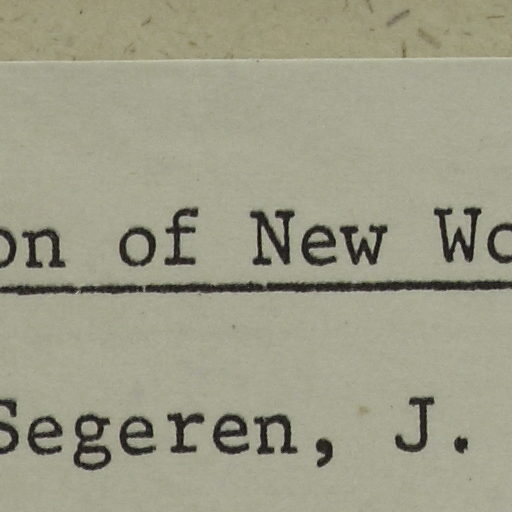 on of New Wo
Segeren, J.